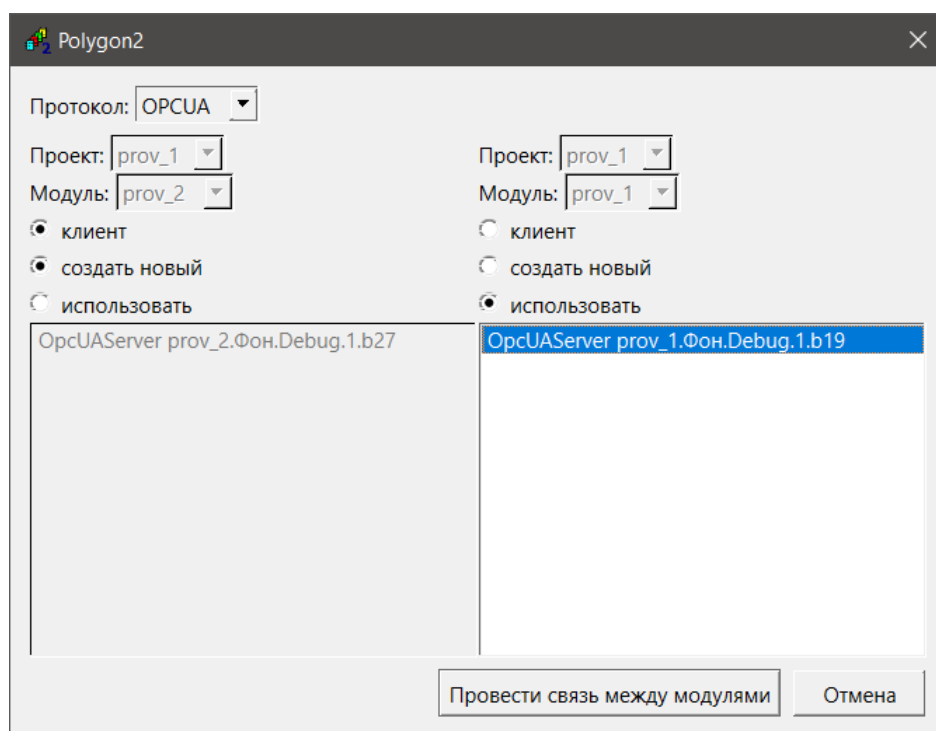 Polygon2
Протокол: OPCUA
Проект: prov_1
Модуль: prov_2
клиент
создать новый
использовать
OpcUAServer prov_2.Фон.Debug.1.b27
Проект: prov_1
Модуль: prov_1
клиент
создать новый
использовать
OpcUAServer prov_1.Фон.Debug.1.b19
Провести связь между модулями
Отмена